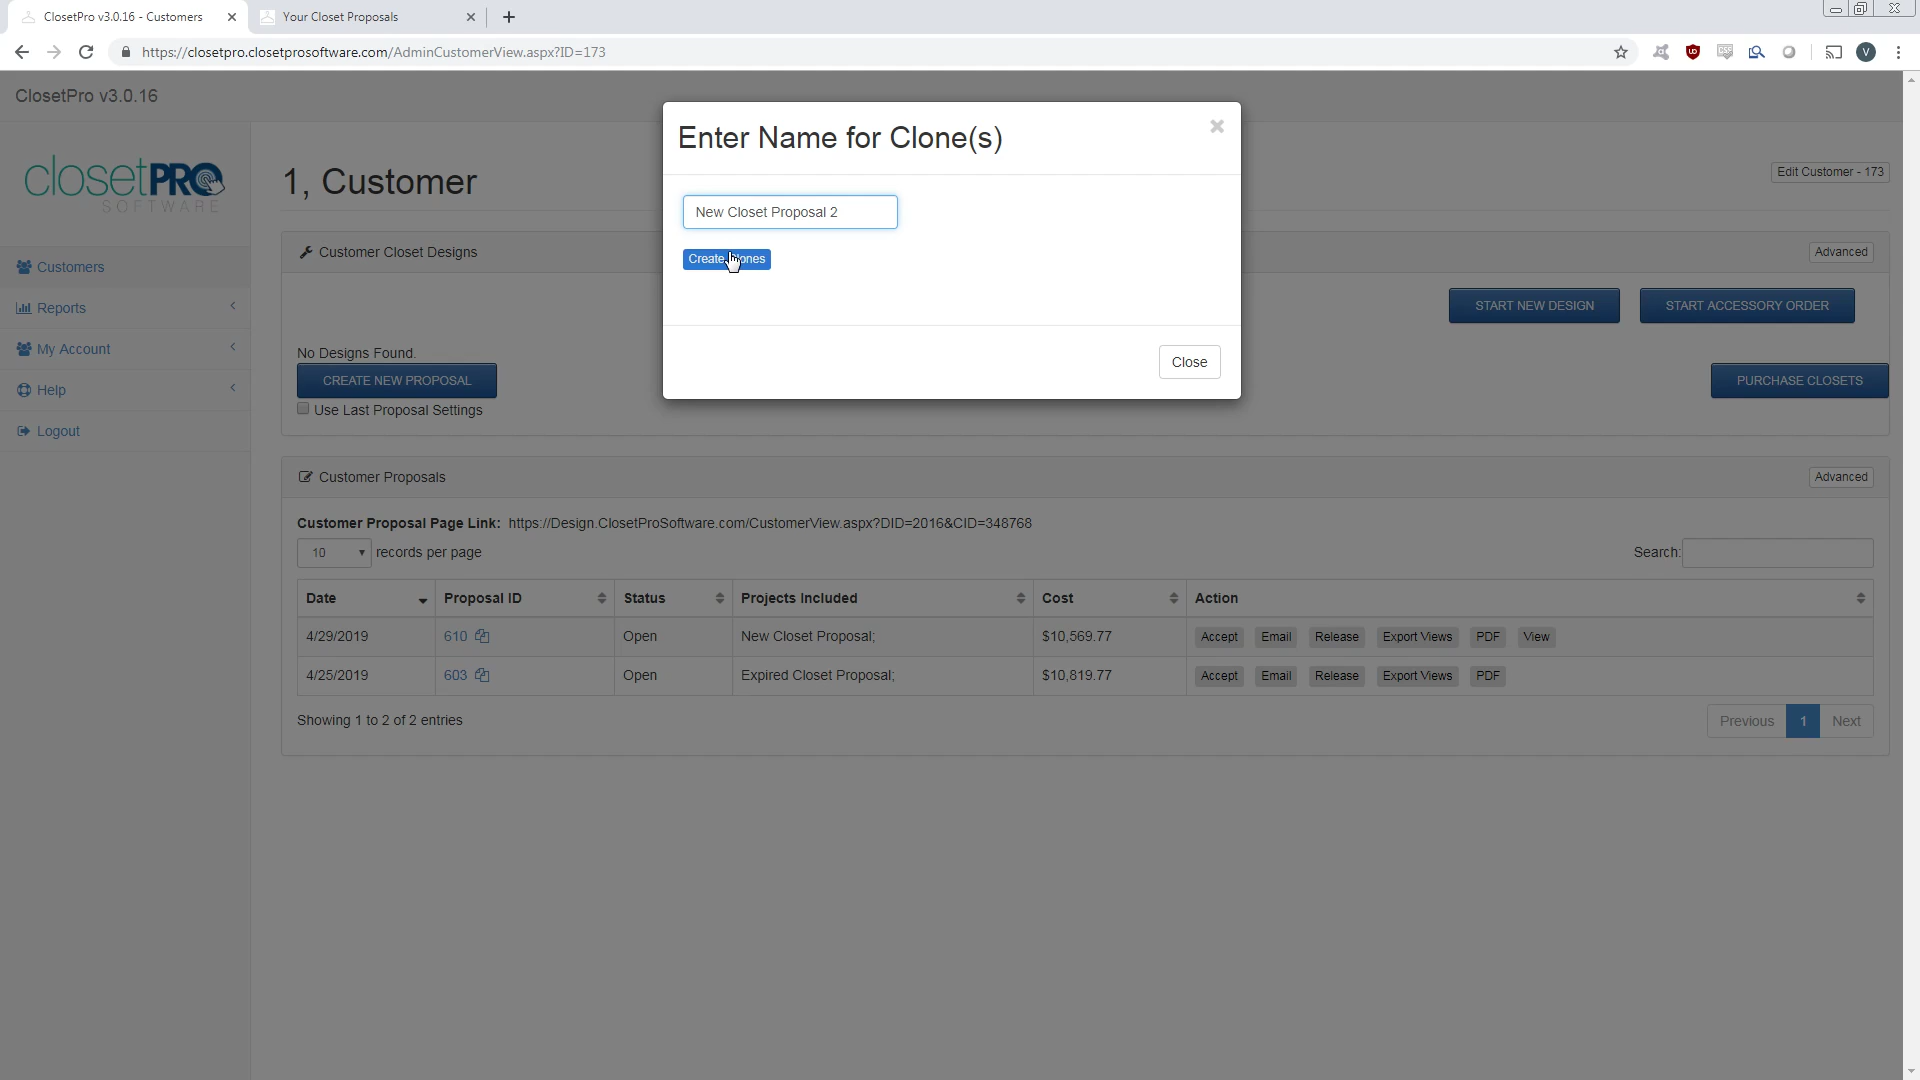 ClosetPro v3.0.16 - Customers
Your Closet Proposals
https://closetpro.closetprosoftware.com/AdminCustomerView.aspx?ID=173
V
ClosetPro v3.0.16
closetPRO
SOFTWARE
Customers
Reports
My Account
Help
Logout
1, Customer
Edit Customer - 173
Customer Closet Designs
Advanced
START NEW DESIGN
START ACCESSORY ORDER
No Designs Found.
CREATE NEW PROPOSAL
PURCHASE CLOSETS
Use Last Proposal Settings
Enter Name for Clone(s)
New Closet Proposal 2
Create Clones
Close
Customer Proposals
Advanced
Customer Proposal Page Link: https://Design.ClosetProSoftware.com/CustomerView.aspx?DID=2016&CID=348768
10 records per page
Search:
Date Proposal ID Status Projects Included Cost Action
4/29/2019 610 Open New Closet Proposal; $10,569.77 Accept Email Release Export Views PDF View
4/25/2019 603 Open Expired Closet Proposal; $10,819.77 Accept Email Release Export Views PDF
Showing 1 to 2 of 2 entries
Previous 1 Next